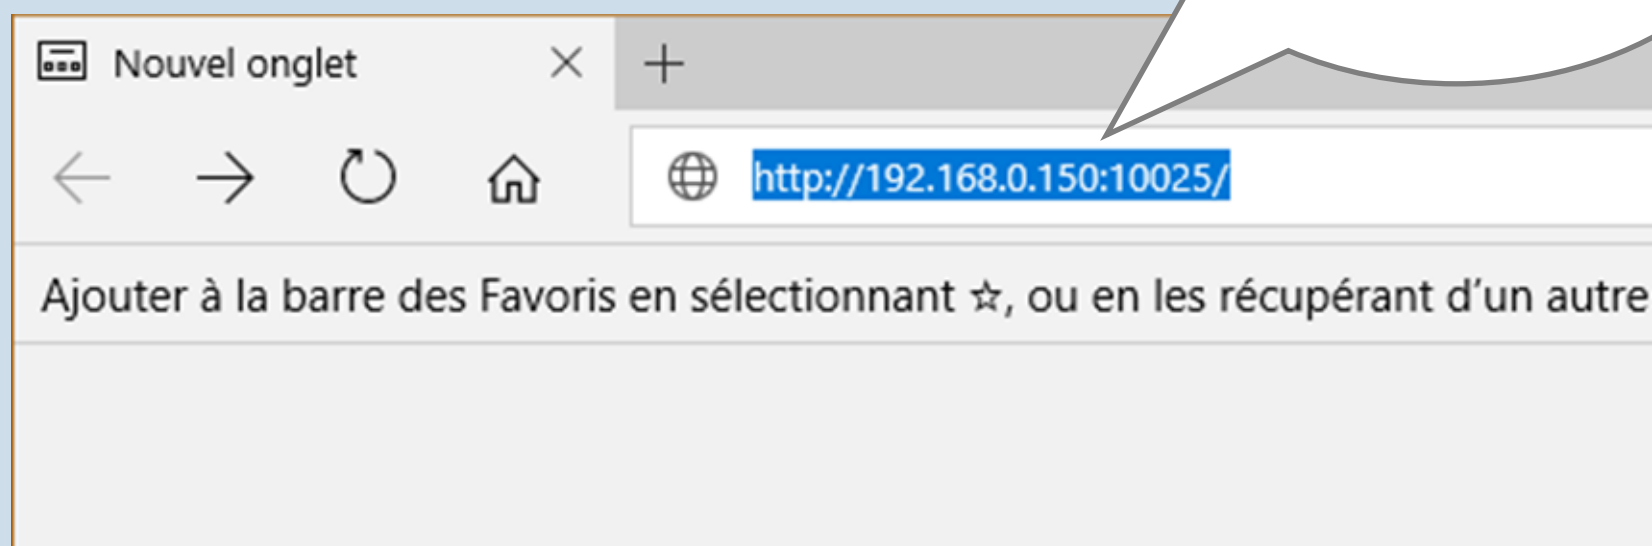 Nouvel onglet
http://192.168.0.150:10025/
Ajouter à la barre des Favoris en sélectionnant ☆, ou en les récupérant d’un autre